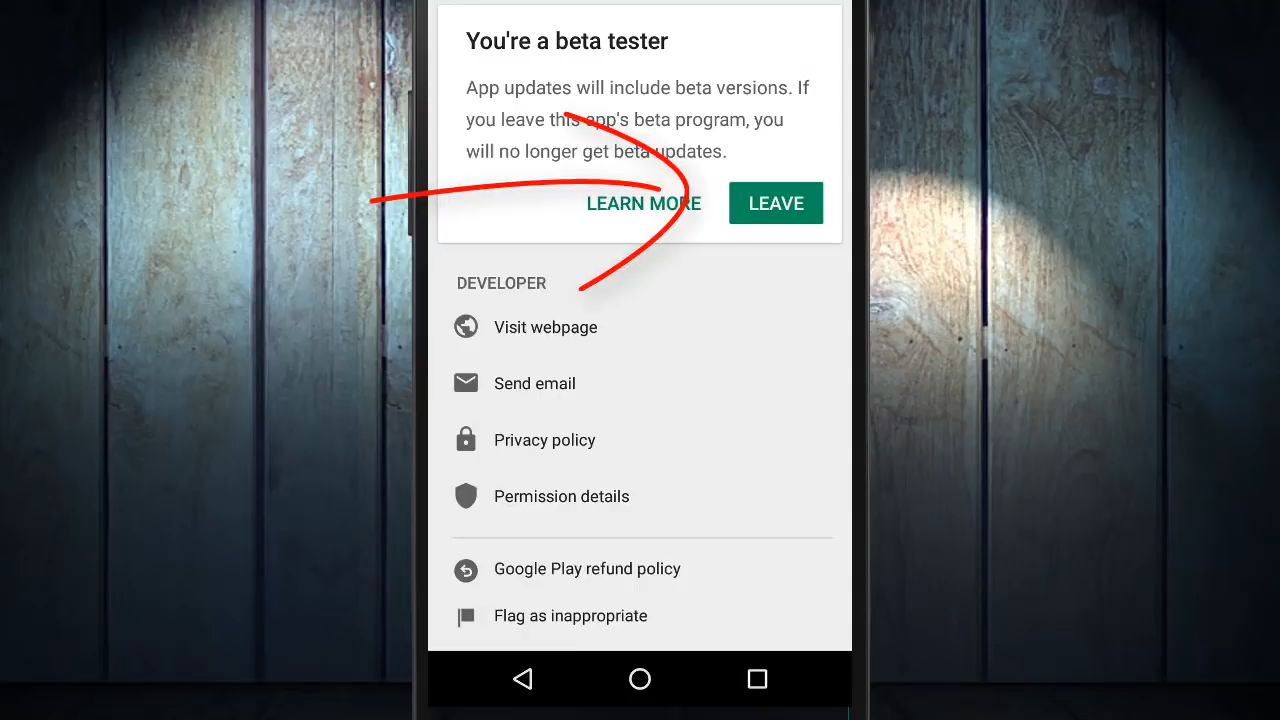 You're a beta tester
App updates will include beta versions. If
you leave this app's beta program, you
will no longer get beta updates.
LEARN MORE LEAVE
DEVELOPER
Visit webpage
Send email
Privacy policy
Permission details
Google Play refund policy
Flag as inappropriate